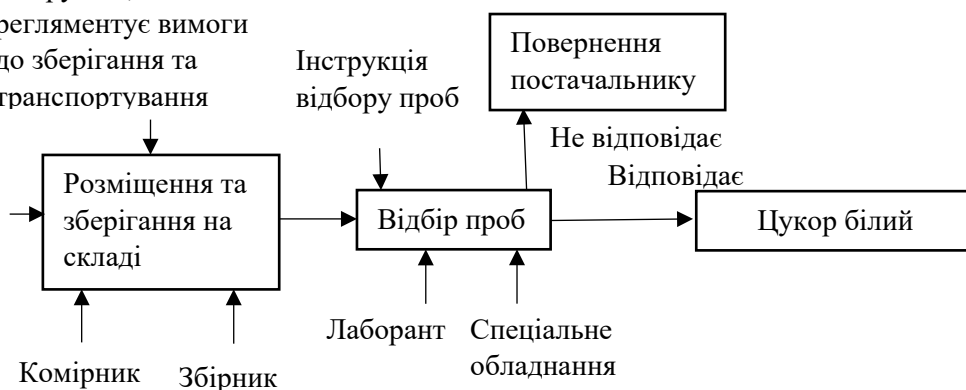 регляментує вимоги
до зберігання та
транспортування
Інструкція
відбору проб
Повернення
постачальнику
Не відповідає
Відповідає
Розміщення та
зберігання на
складі
Відбір проб
Цукор білий
Лаборант
Спеціальне
обладнання
Комірник
Збірник